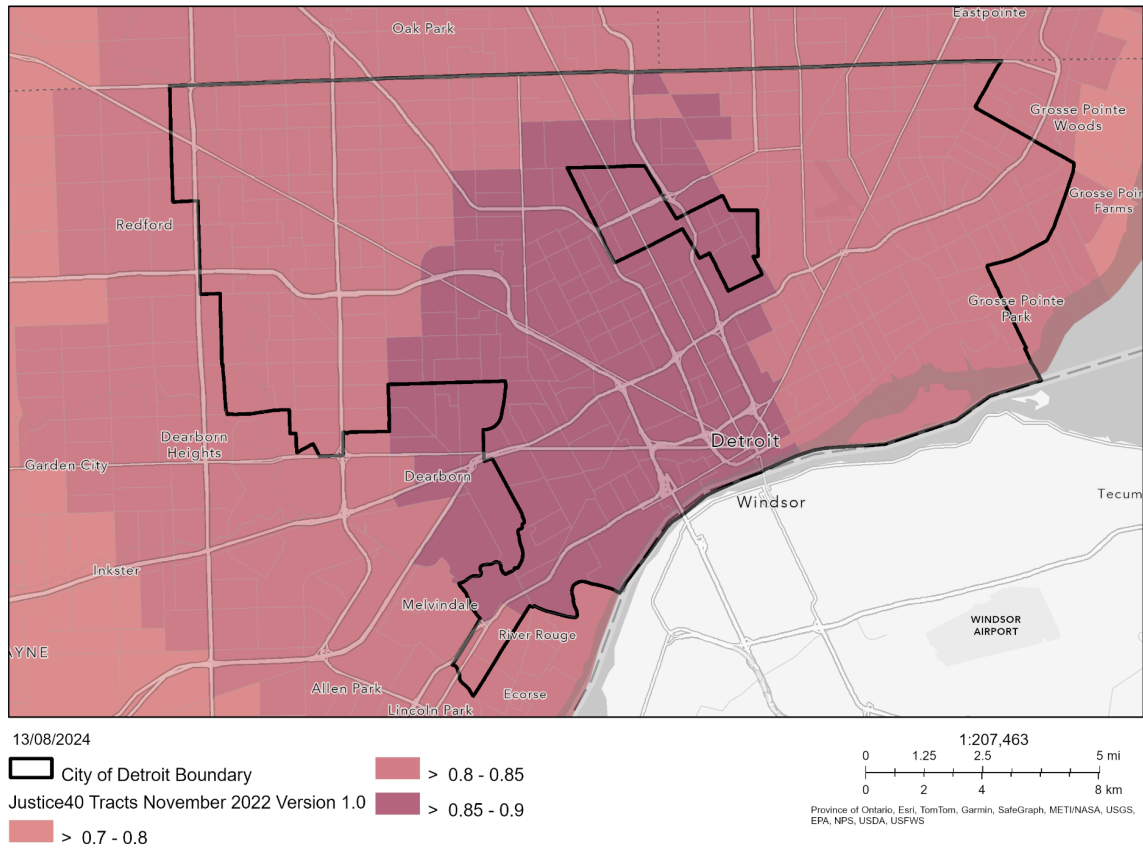 Oak Park
Eastpointe
Grosse Pointe
Woods
Grosse Poin
Farms
Redford
Grosse Pointe
Park
Dearborn
Heights
Garden City
Dearborn
Detroit
Windsor
Tecum
Inkster
Melvindale
River Rouge
WINDSOR
AIRPORT
AYNE
Allen Park
Ecorse
Lincoln Park
13/08/2024
City of Detroit Boundary
Justice40 Tracts November 2022 Version 1.0
> 0.7 - 0.8
> 0.8 - 0.85
> 0.85 - 0.9
1:207,463
0 1.25 2.5 5 mi
0 2 4 8 km
Province of Ontario, Esri, TomTom, Garmin, SafeGraph, METI/NASA, USGS,
EPA, NPS, USDA, USFWS